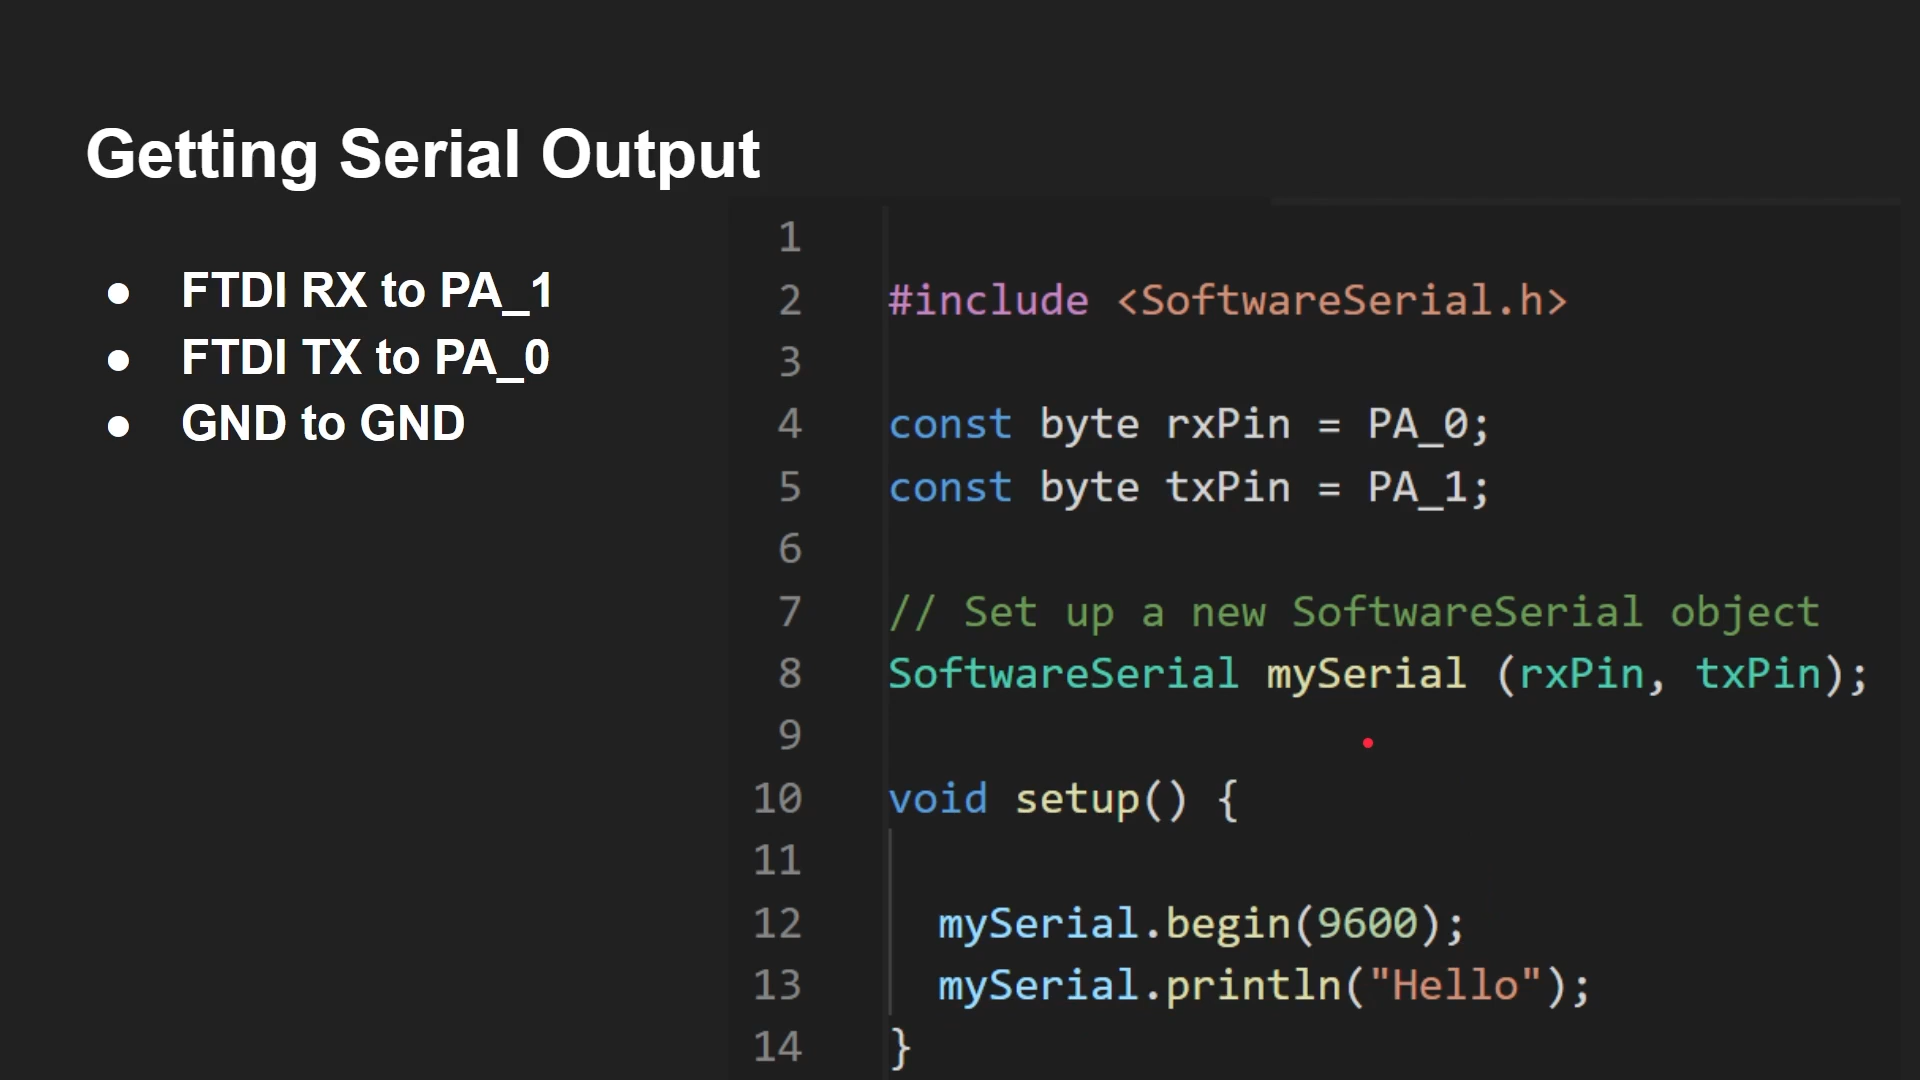 Getting Serial Output
● FTDI RX to PA_1
● FTDI TX to PA_0
● GND to GND
1
2 #include <SoftwareSerial.h>
3
4 const byte rxPin = PA_0;
5 const byte txPin = PA_1;
6
7 // Set up a new SoftwareSerial object
8 SoftwareSerial mySerial (rxPin, txPin);
9
10 void setup() {
11
12   mySerial.begin(9600);
13   mySerial.println("Hello");
14 }